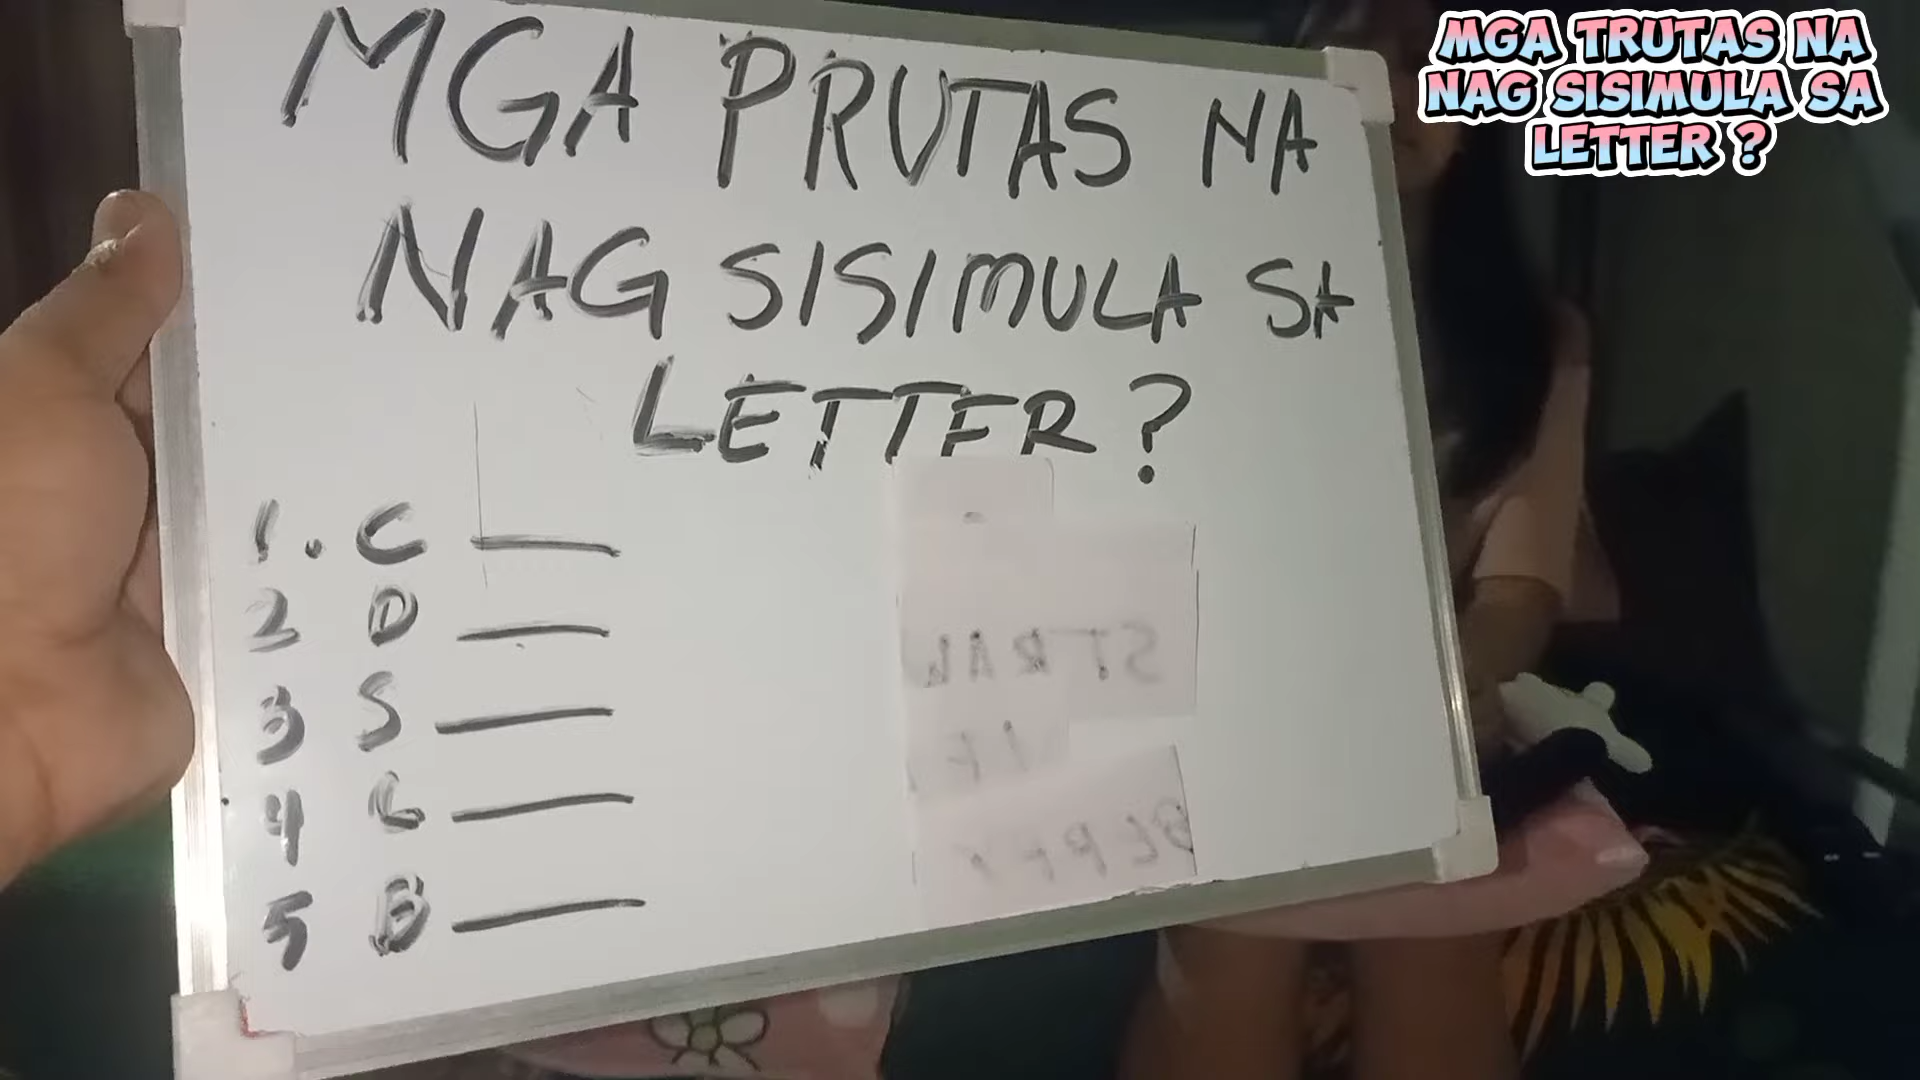 MGA PRUTAS NA
NAG SISIMULA SA
LETTER?
1. C
2 D
3 S
4 L
5 B
STRAW
MGA TRUTAS NA
NAG SISIMULA SA
LETTER ?